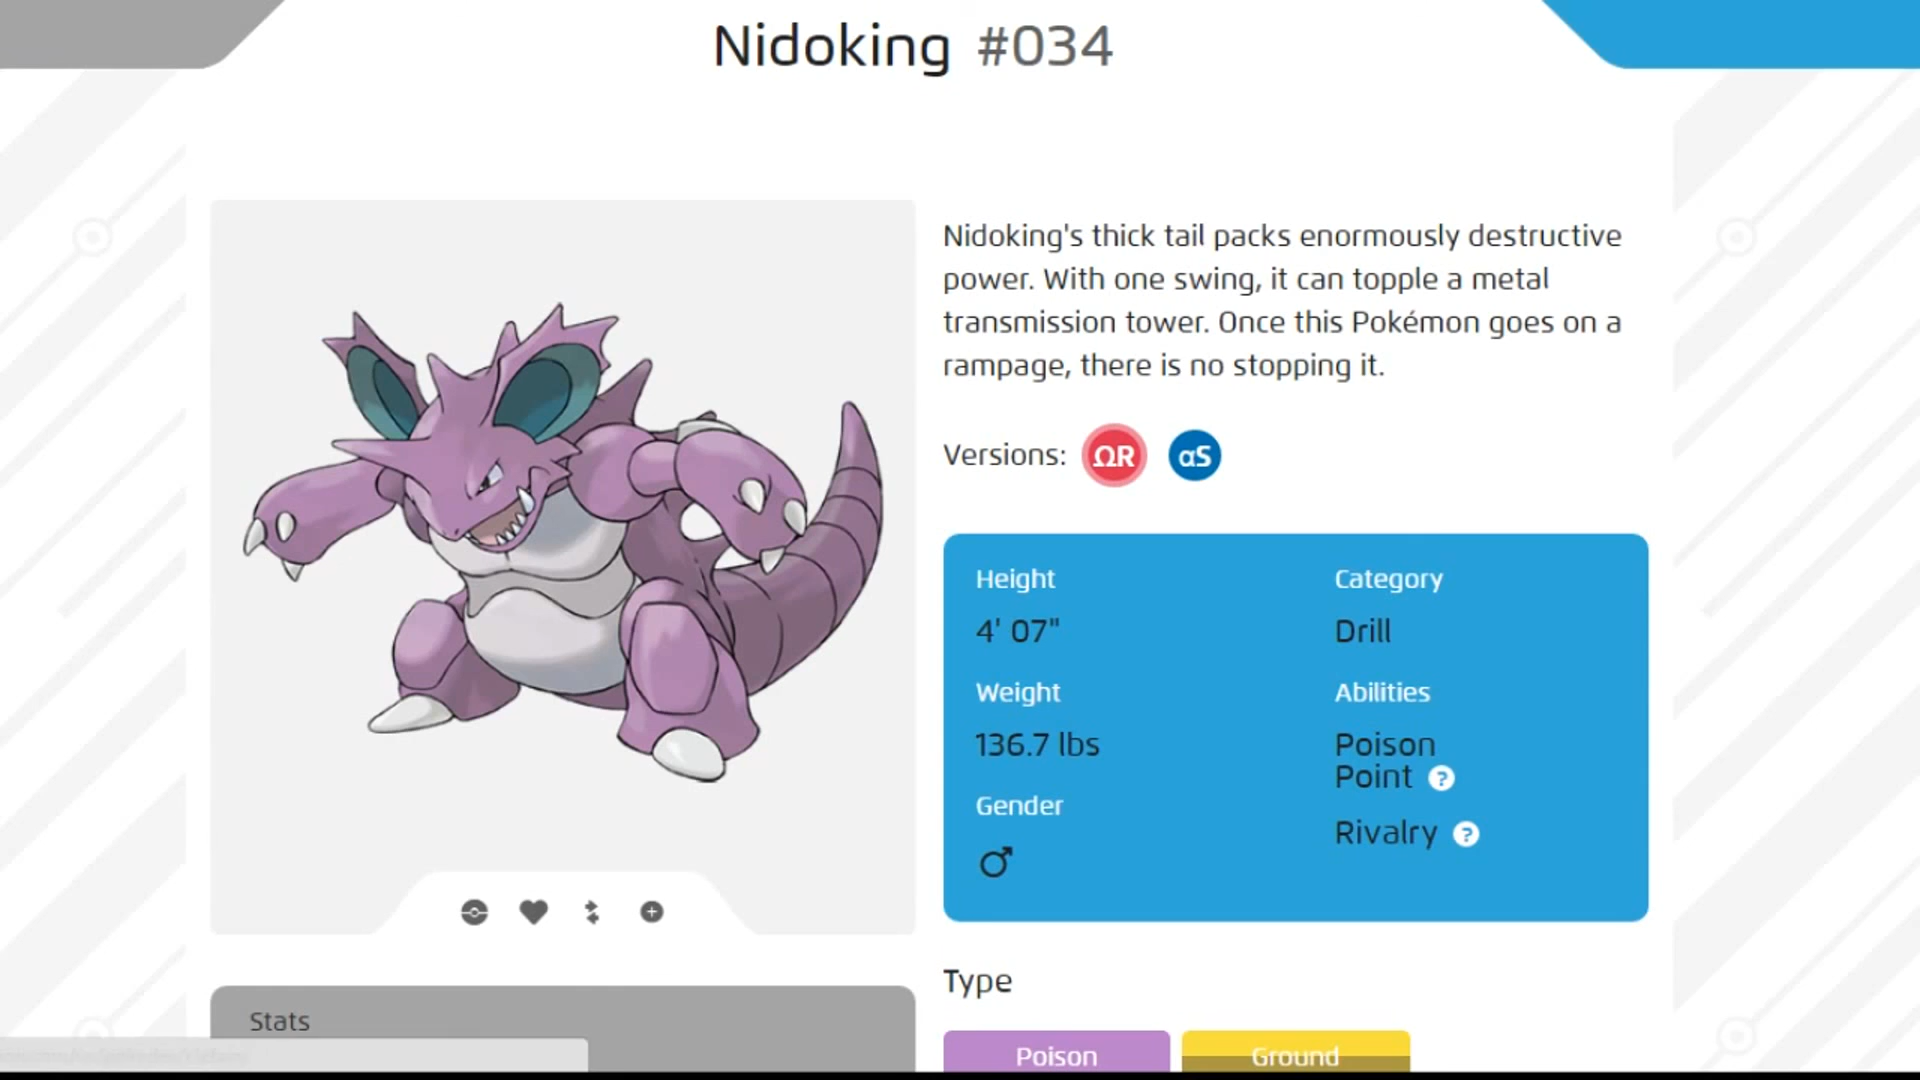 Nidoking #034
Nidoking's thick tail packs enormously destructive
power. With one swing, it can topple a metal
transmission tower. Once this Pokémon goes on a
rampage, there is no stopping it.
Versions: ΩR αS
Height
4' 07"
Weight
136.7 lbs
Gender
Category
Drill
Abilities
Poison
Point ?
Rivalry ?
Type
Poison Ground
Stats